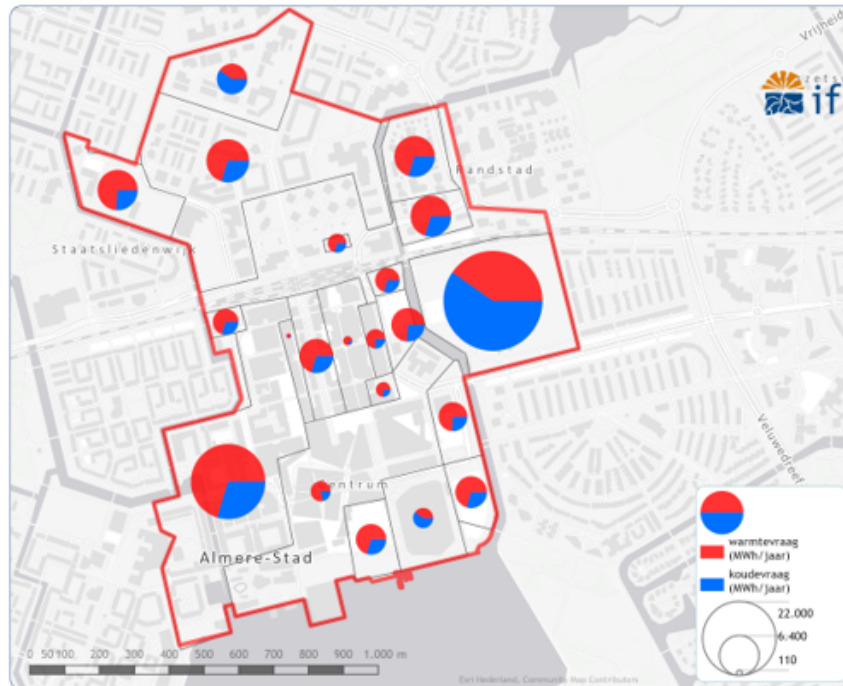 Vrijheid
if
Randstad
Staatsliedenwijk
Veluwedreef
Centrum
Almere-Stad
warmtevraag
(MWh/jaar)
koudevraag
(MWh/jaar)
22.000
6.400
110
0 50 100 200 300 400 500 600 700 800 900 1.000 m
Esri Nederland, Community Map Contributors